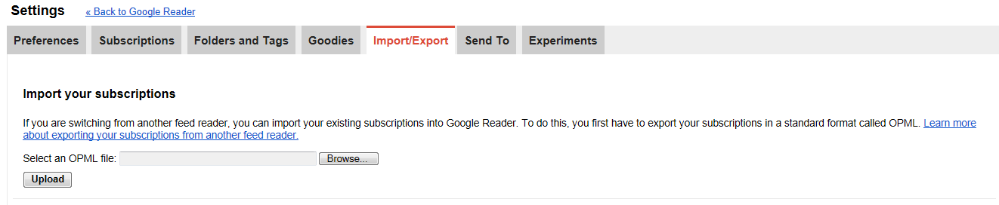 Settings « Back to Google Reader
Preferences Subscriptions Folders and Tags Goodies Import/Export Send To Experiments
Import your subscriptions
If you are switching from another feed reader, you can import your existing subscriptions into Google Reader. To do this, you first have to export your subscriptions in a standard format called OPML. Learn more
about exporting your subscriptions from another feed reader.
Select an OPML file: Browse...
Upload